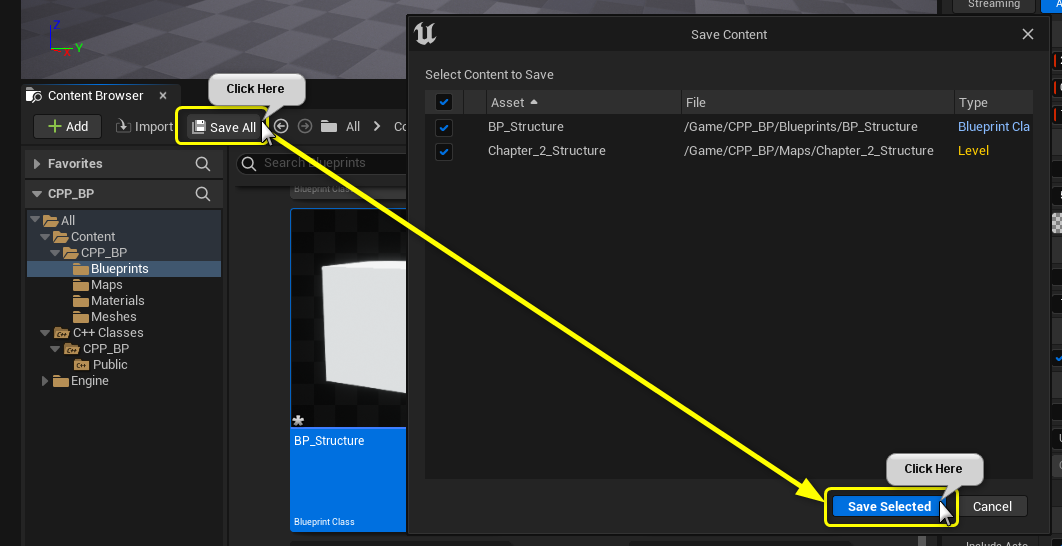 Streaming
Z
Y
Save Content
Select Content to Save
Content Browser
Click Here
Asset
File
Type
Add
Import
Save All
All
BP_Structure
/Game/CPP_BP/Blueprints/BP_Structure
Blueprint Cla
Chapter_2_Structure
/Game/CPP_BP/Maps/Chapter_2_Structure
Level
Favorites
Search Blueprints
Blueprint Class
CPP_BP
All
Content
CPP_BP
Blueprints
Maps
Materials
Meshes
C++ Classes
CPP_BP
Public
Engine
BP_Structure
Blueprint Class
Click Here
Save Selected
Cancel